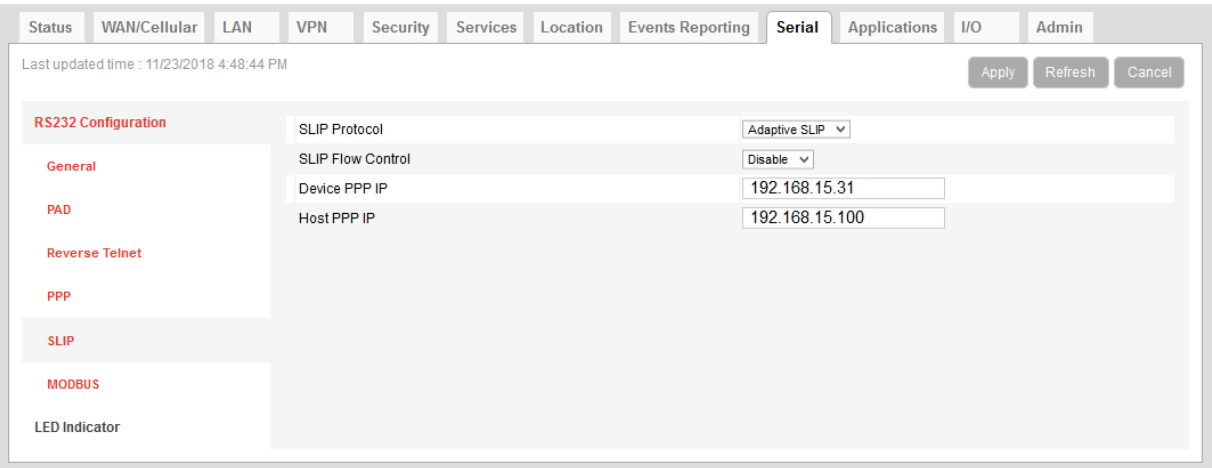 Status WAN/Cellular LAN VPN Security Services Location Events Reporting Serial Applications I/O Admin
Last updated time : 11/23/2018 4:48:44 PM
Apply Refresh Cancel
RS232 Configuration
General
PAD
Reverse Telnet
PPP
SLIP
MODBUS
LED Indicator
SLIP Protocol Adaptive SLIP
SLIP Flow Control Disable
Device PPP IP 192.168.15.31
Host PPP IP 192.168.15.100